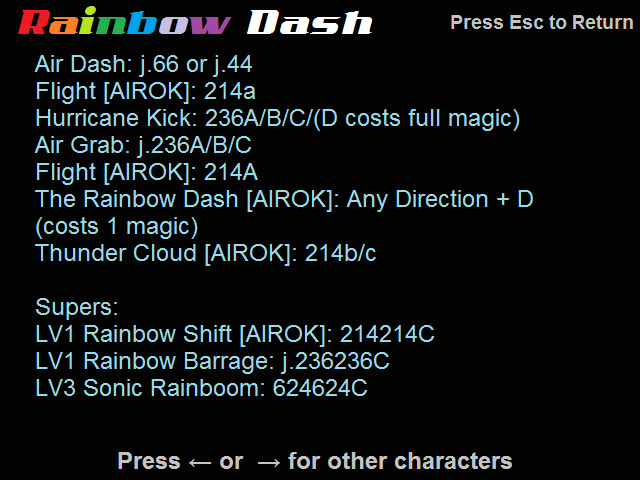 Rainbow Dash
Press Esc to Return
Air Dash: j.66 or j.44
Flight [AIROK]: 214a
Hurricane Kick: 236A/B/C/(D costs full magic)
Air Grab: j.236A/B/C
Flight [AIROK]: 214A
The Rainbow Dash [AIROK]: Any Direction + D
(costs 1 magic)
Thunder Cloud [AIROK]: 214b/c
Supers:
LV1 Rainbow Shift [AIROK]: 214214C
LV1 Rainbow Barrage: j.236236C
LV3 Sonic Rainboom: 624624C
Press ← or → for other characters